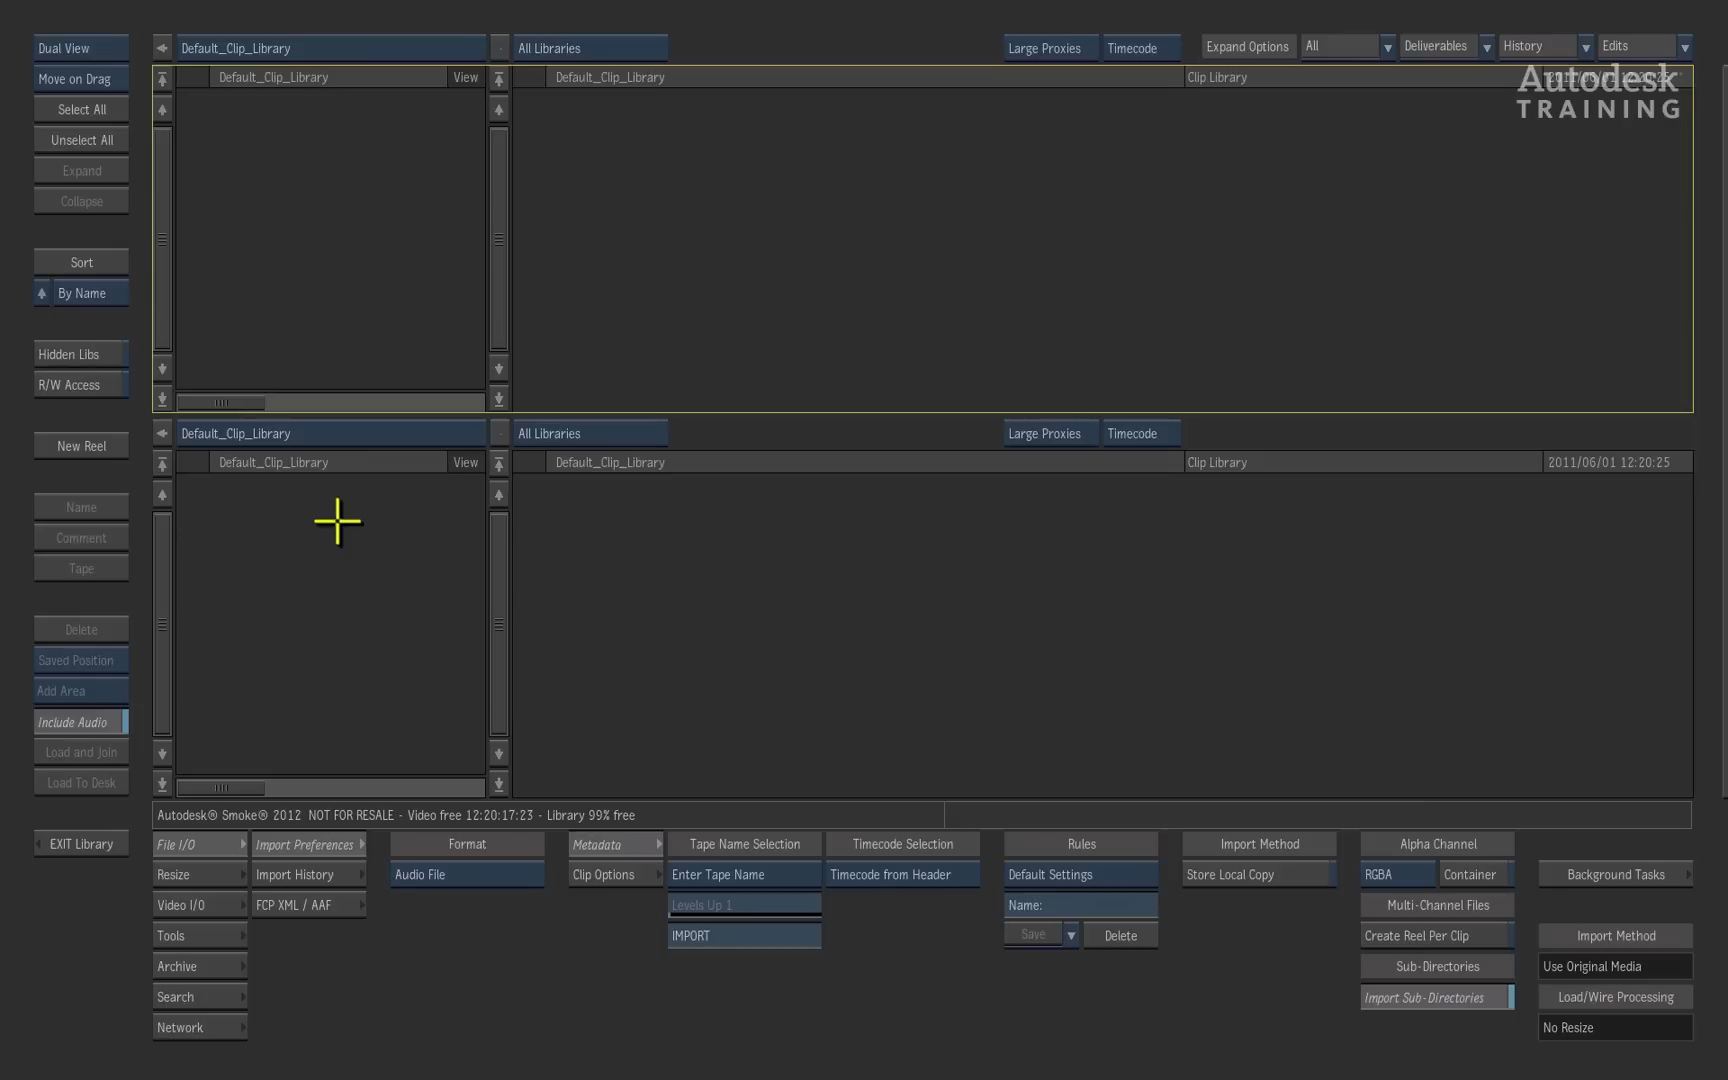 Dual View
Default_Clip_Library
All Libraries
Large Proxies
Timecode
Expand Options
All
Deliverables
History
Edits
Move on Drag
Default_Clip_Library
View
Default_Clip_Library
Clip Library
2011/06/01 12:20:25
Autodesk
TRAINING
Select All
Unselect All
Expand
Collapse
Sort
By Name
Hidden Libs
R/W Access
New Reel
Default_Clip_Library
All Libraries
Large Proxies
Timecode
Default_Clip_Library
View
Default_Clip_Library
Clip Library
2011/06/01 12:20:25
Name
Comment
Tape
Delete
Saved Position
Add Area
Include Audio
Load and Join
Load To Desk
EXIT Library
Autodesk® Smoke® 2012 NOT FOR RESALE - Video free 12:20:17:23 - Library 99% free
File I/O
Import Preferences
Format
Metadata
Tape Name Selection
Timecode Selection
Rules
Import Method
Alpha Channel
Resize
Import History
Audio File
Clip Options
Enter Tape Name
Timecode from Header
Default Settings
Store Local Copy
RGBA
Container
Background Tasks
Video I/O
FCP XML / AAF
Levels Up 1
Name:
Multi-Channel Files
Tools
IMPORT
Save
Delete
Create Reel Per Clip
Import Method
Archive
Sub-Directories
Use Original Media
Search
Import Sub-Directories
Load/Wire Processing
Network
No Resize